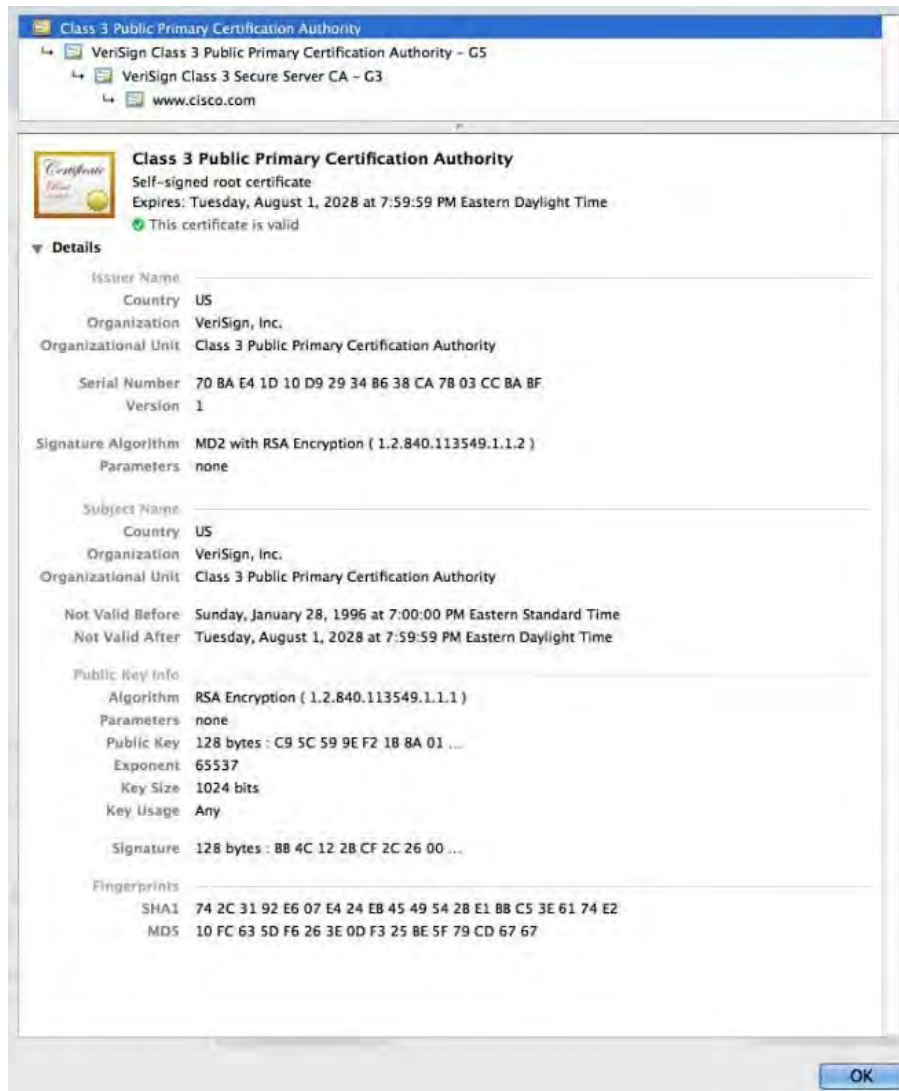 Class 3 Public Primary Certification Authority
VeriSign Class 3 Public Primary Certification Authority - G5
VeriSign Class 3 Secure Server CA - G3
www.cisco.com
Certificate
Class 3 Public Primary Certification Authority
Self-signed root certificate
Expires: Tuesday, August 1, 2028 at 7:59:59 PM Eastern Daylight Time
This certificate is valid
Details
Issuer Name
Country US
Organization VeriSign, Inc.
Organizational Unit Class 3 Public Primary Certification Authority
Serial Number 70 BA E4 1D 10 D9 29 34 B6 38 CA 7B 03 CC BA BF
Version 1
Signature Algorithm MD2 with RSA Encryption ( 1.2.840.113549.1.1.2 )
Parameters none
Subject Name
Country US
Organization VeriSign, Inc.
Organizational Unit Class 3 Public Primary Certification Authority
Not Valid Before Sunday, January 28, 1996 at 7:00:00 PM Eastern Standard Time
Not Valid After Tuesday, August 1, 2028 at 7:59:59 PM Eastern Daylight Time
Public Key Info
Algorithm RSA Encryption ( 1.2.840.113549.1.1.1 )
Parameters none
Public Key 128 bytes : C9 5C 59 9E F2 1B 8A 01 ...
Exponent 65537
Key Size 1024 bits
Key Usage Any
Signature 128 bytes : BB 4C 12 2B CF 2C 26 00 ...
Fingerprints
SHA1 74 2C 31 92 E6 07 E4 24 EB 45 49 54 2B E1 BB C5 3E 61 74 E2
MD5 10 FC 63 5D F6 26 3E 0D F3 25 BE 5F 79 CD 67 67
OK